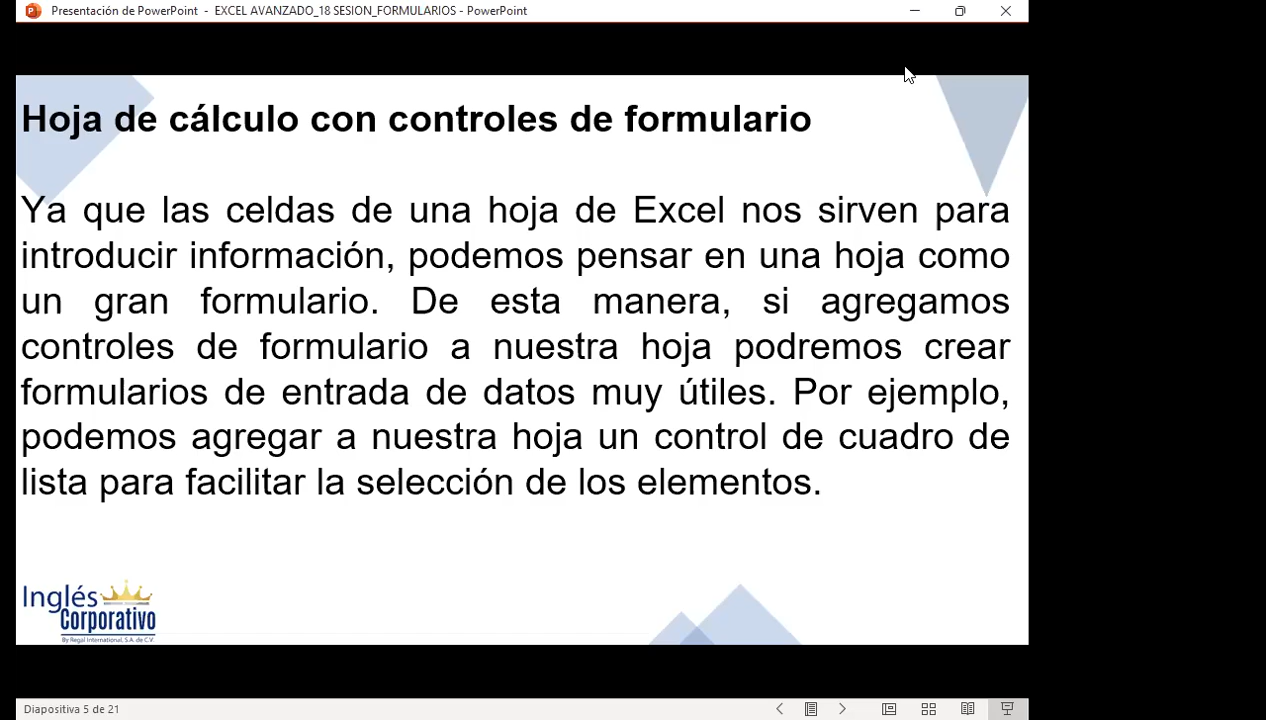 Presentación de PowerPoint - EXCEL AVANZADO_18 SESION_FORMULARIOS - PowerPoint
Hoja de cálculo con controles de formulario
Ya que las celdas de una hoja de Excel nos sirven para
introducir información, podemos pensar en una hoja como
un gran formulario. De esta manera, si agregamos
controles de formulario a nuestra hoja podremos crear
formularios de entrada de datos muy útiles. Por ejemplo,
podemos agregar a nuestra hoja un control de cuadro de
lista para facilitar la selección de los elementos.
Inglés
Corporativo
By Regal International, S.A. de C.V.
Diapositiva 5 de 21